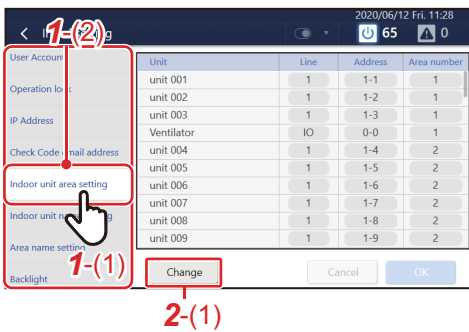 2020/06/12 Fri. 11:28
1-(2)
65
0
User Account
Operation lock
IP Address
Check Code email address
Indoor unit area setting
Area name setting
Backlight
1-(1)
Unit Line Address Area number
unit 001 1 1-1 1
unit 002 1 1-2 1
unit 003 1 1-3 1
Ventilator IO 0-0 1
unit 004 1 1-4 2
unit 005 1 1-5 2
unit 006 1 1-6 2
unit 007 1 1-7 2
unit 008 1 1-8 2
unit 009 1 1-9 2
Change Cancel OK
2-(1)